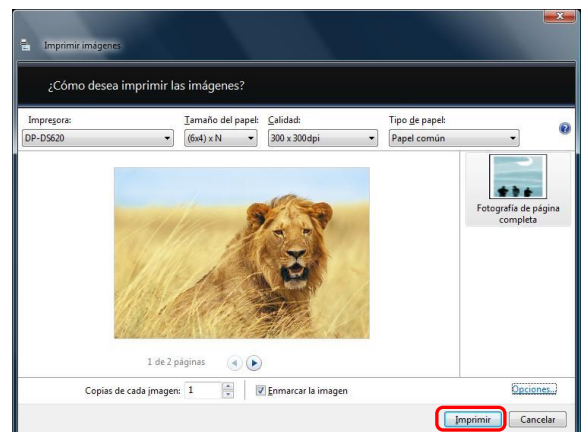 Imprimir imágenes
¿Cómo desea imprimir las imágenes?
Impresora:
Tamaño del papel:
Calidad:
Tipo de papel:
DP-DS620
(6x4) x N
300 x 300dpi
Papel común
Fotografía de página
completa
1 de 2 páginas
Copias de cada imagen: 1
Enmarcar la imagen
Opciones...
Imprimir
Cancelar